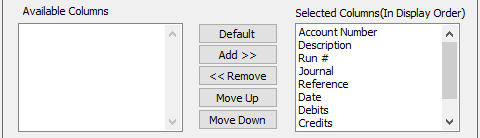 Available Columns
Selected Columns(In Display Order)
Default
Add >>
<< Remove
Move Up
Move Down
Account Number
Description
Run #
Journal
Reference
Date
Debits
Credits